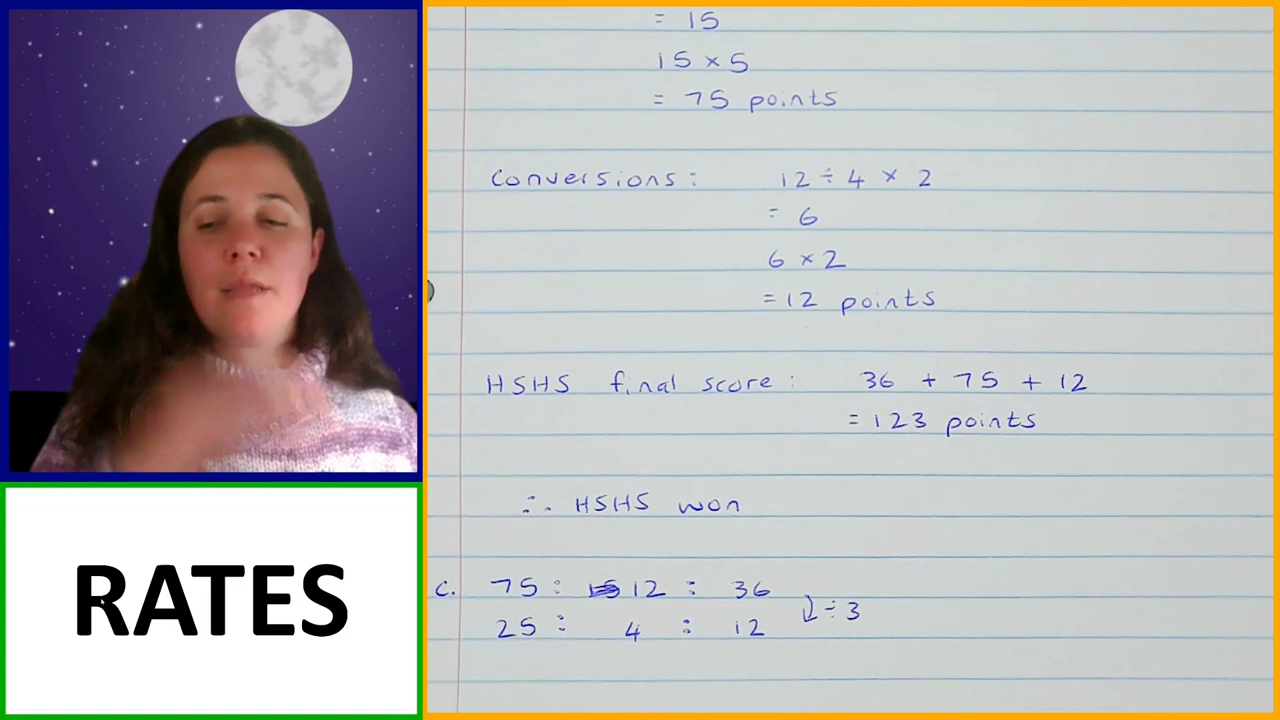 = 15
15 × 5
= 75 points
Conversions: 12 ÷ 4 × 2
= 6
6 × 2
= 12 points
HSHS final score: 36 + 75 + 12
= 123 points
∴ HSHS won
c. 75 : 12 : 36
÷ 3
25 : 4 : 12
RATES